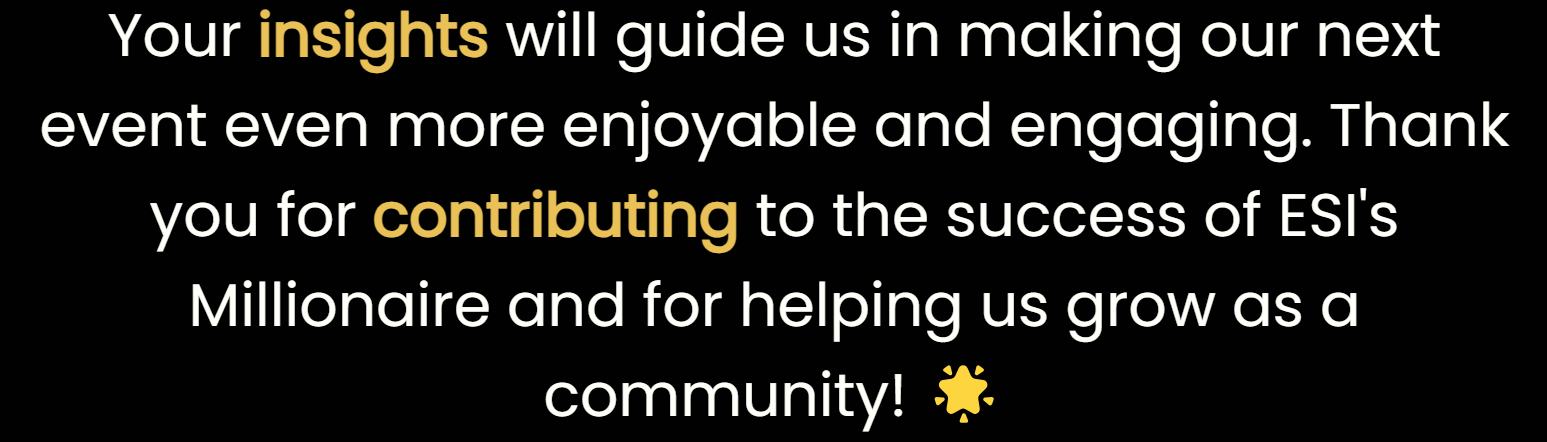 Your insights will guide us in making our next
event even more enjoyable and engaging. Thank
you for contributing to the success of ESI's
Millionaire and for helping us grow as a
community! 🌟